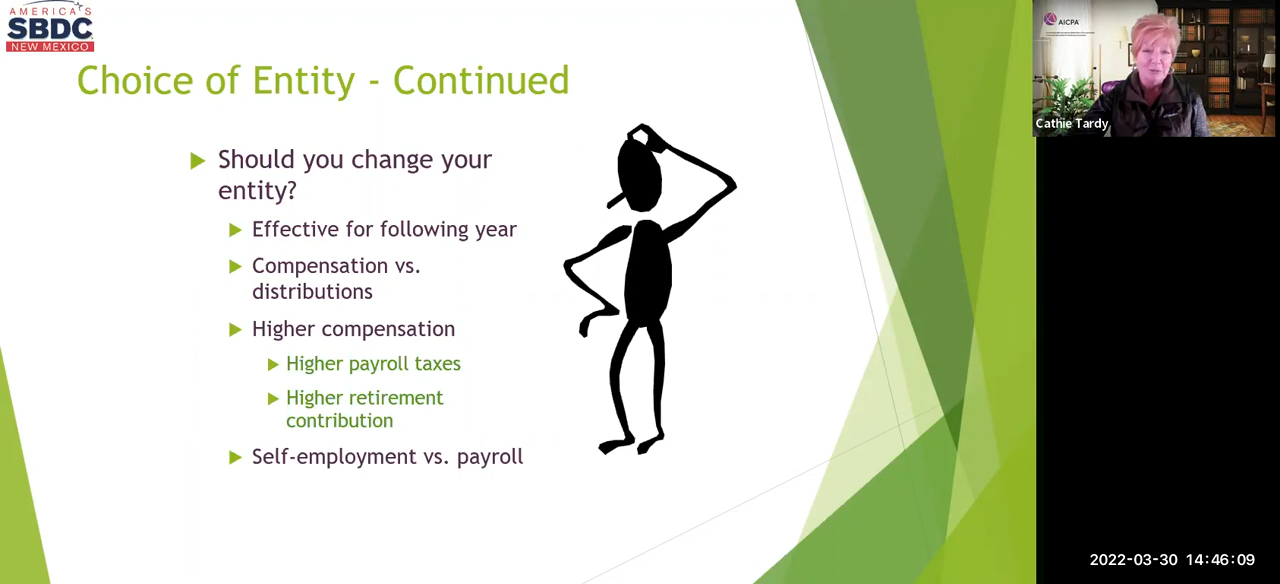 AMERICA'S
SBDC
NEW MEXICO
Choice of Entity - Continued
Should you change your
entity?
Effective for following year
Compensation vs.
distributions
Higher compensation
Higher payroll taxes
Higher retirement
contribution
Self-employment vs. payroll
AICPA
Cathie Tardy
2022-03-30 14:46:09